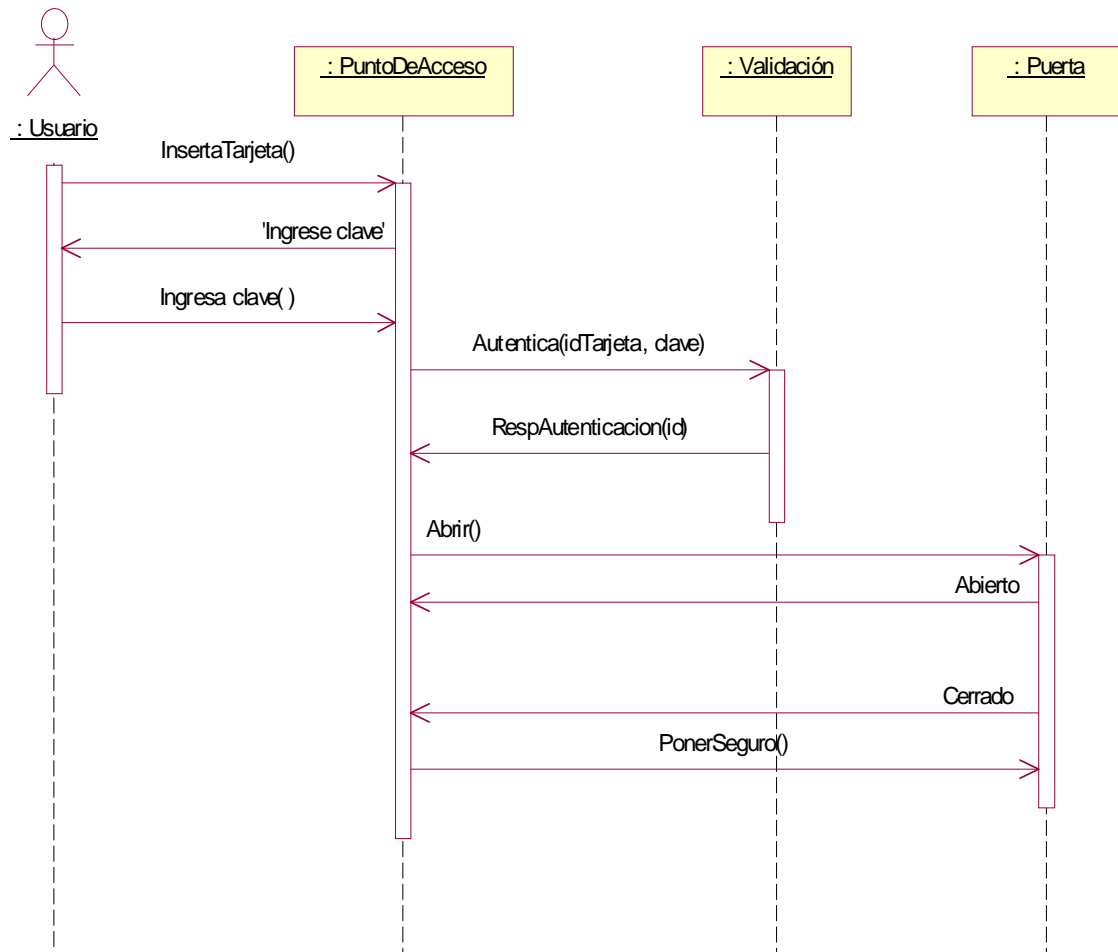 : PuntoDeAcceso
: Validación
: Puerta
: Usuario
InsertaTarjeta()
'Ingrese clave'
Ingresa clave( )
Autentica(idTarjeta, clave)
RespAutenticacion(id)
Abrir()
Abierto
Cerrado
PonerSeguro()